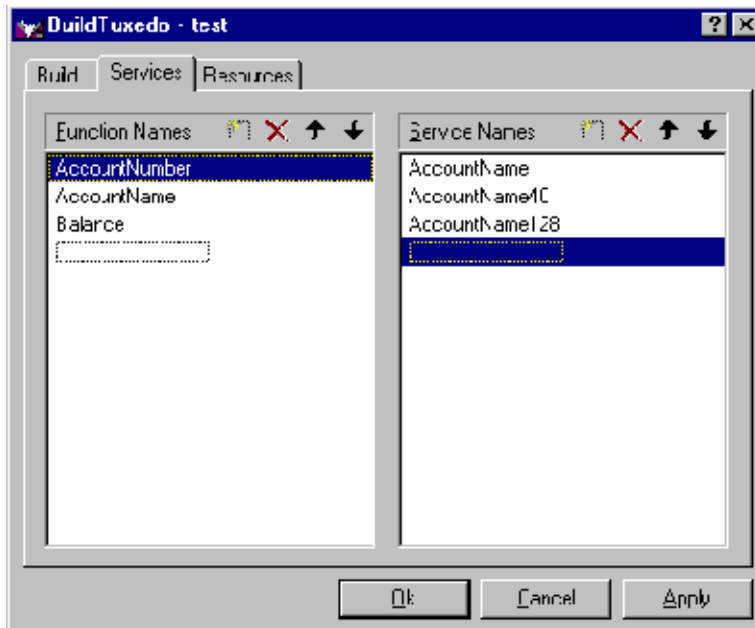 BuildTuxedo - test
Build Services Resources
Function Names
AccountNumber
AccountName
Balance
Service Names
AccountName
AccountName40
AccountName128
Ok Cancel Apply